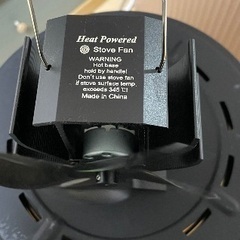 Heat Powered
Stove Fan
WARNING
Hot base
hold by handle!
Don't use stove fan
if stove surface temp.
exceeds 345℃!
Made in China